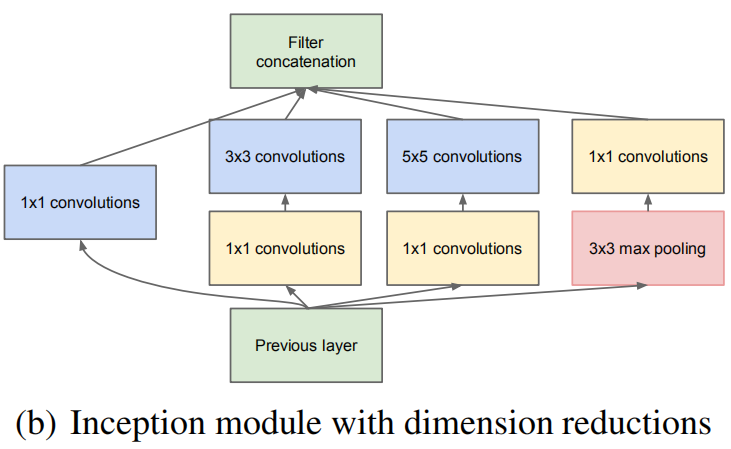 Filter
concatenation
3x3 convolutions
5x5 convolutions
1x1 convolutions
1x1 convolutions
1x1 convolutions
1x1 convolutions
3x3 max pooling
Previous layer
(b) Inception module with dimension reductions